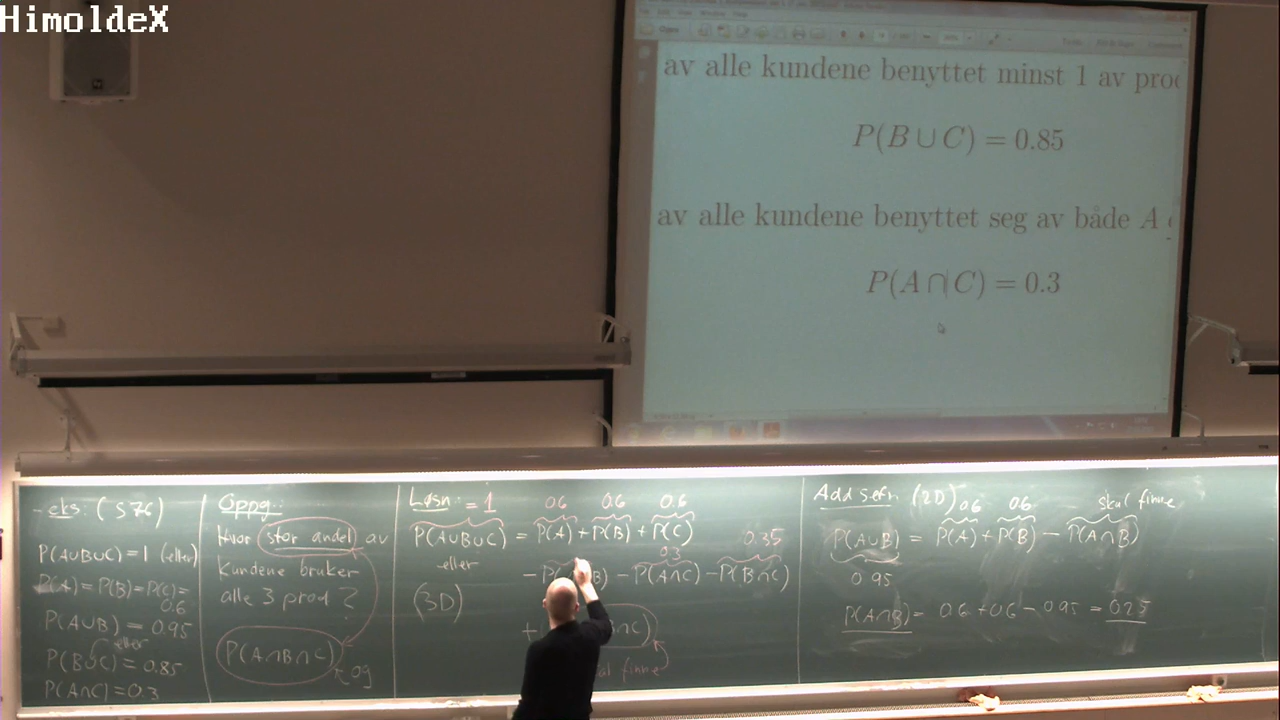 HimoldeX
av alle kundene benyttet minst 1 av
P(B ∪ C) = 0.85
av alle kundene benyttet seg av både A
P(A ∩ C) = 0.3
- eks: (S76)
P(A∪B∪C) = 1 (eller)
P(A) = P(B) = P(C) =
0.6
P(A∪B) = 0.95
eller
P(B∪C) = 0.85
P(A∩C) = 0.3
Oppg.:
Hvor stor andel av
kundene bruker
alle 3 prod?
P(A∩B∩C)
og
Løsn: = 1 0.6 0.6 0.6
P(A∪B∪C) = P(A) + P(B) + P(C)
eller 0.3 0.35
- P( B) - P(A∩C) - P(B∩C)
(3D)
+ ∩C)
finne
Add setn (2D) 0.6 0.6 skal finne
P(A∪B) = P(A) + P(B) - P(A∩B)
0.95
P(A∩B) = 0.6 + 0.6 - 0.95 = 0.25